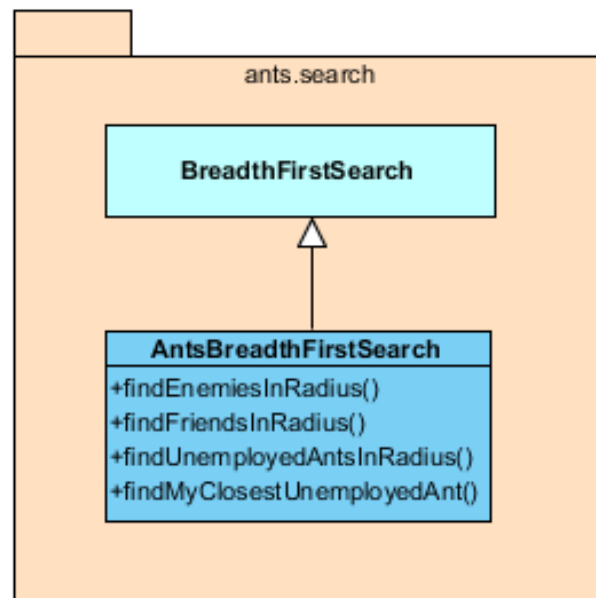 ants.search
BreadthFirstSearch
AntsBreadthFirstSearch
+findEnemiesInRadius()
+findFriendsInRadius()
+findUnemployedAntsInRadius()
+findMyClosestUnemployedAnt()